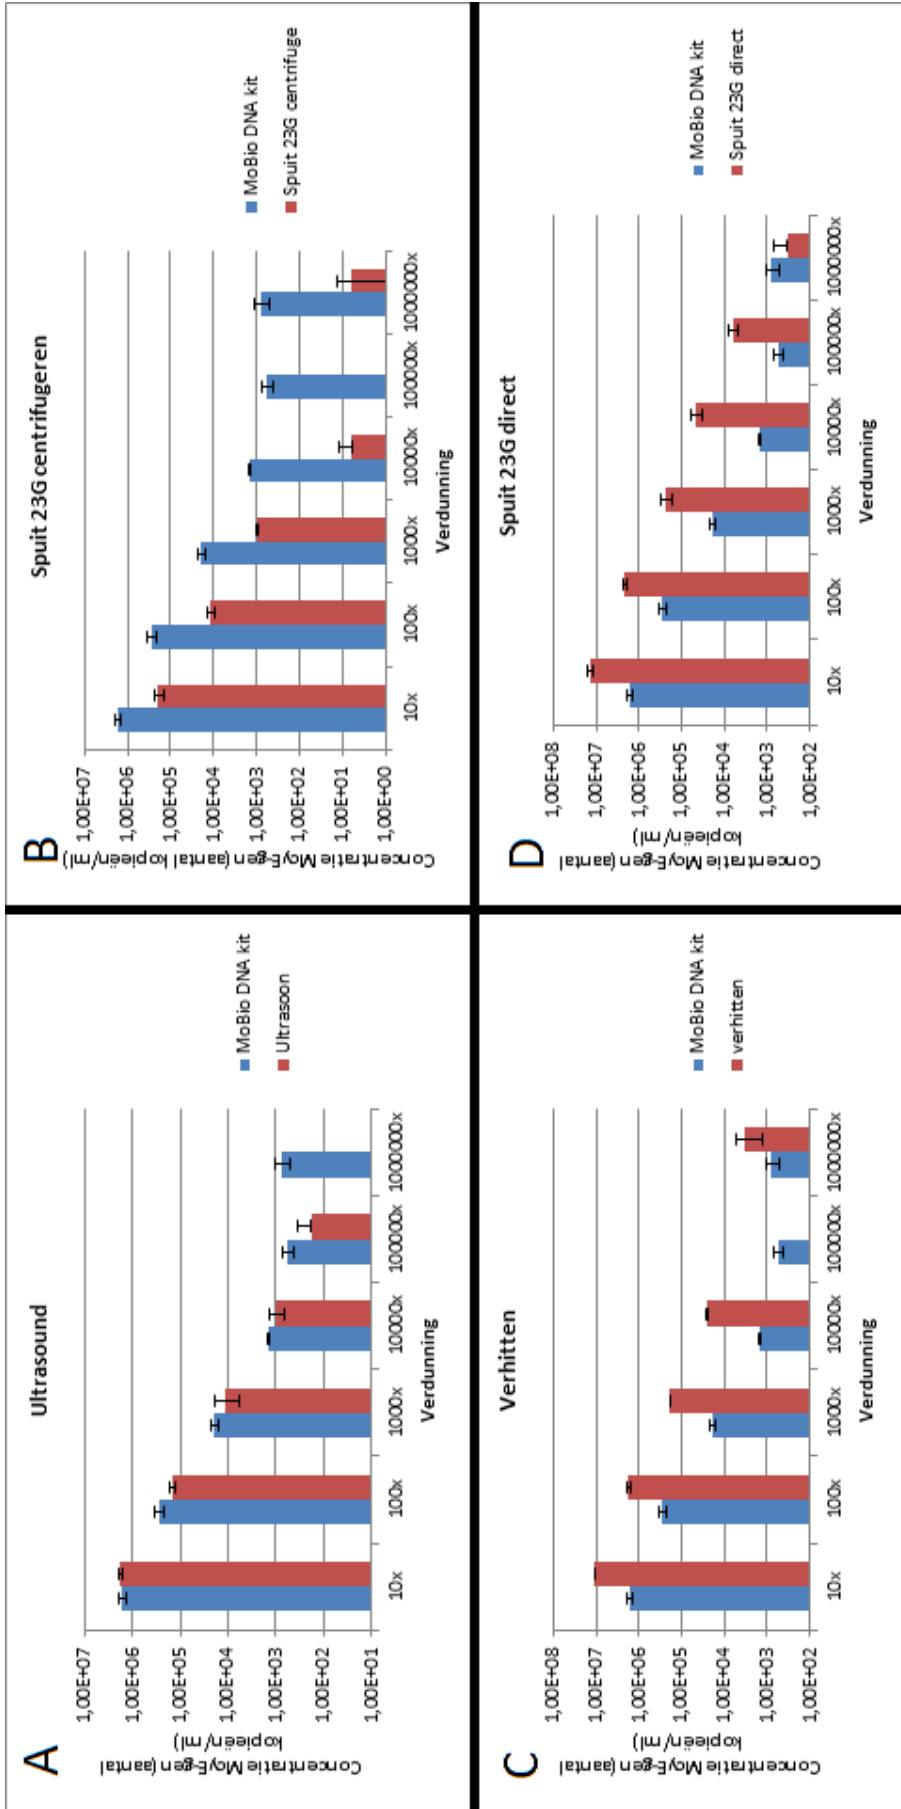 A
Ultrasound
Concentratie McyE-gen (aantal
kopieën/ml)
1,00E+07
1,00E+06
1,00E+05
1,00E+04
1,00E+03
1,00E+02
1,00E+01
10x
100x
1000x
10000x
100000x
1000000x
Verdunning
MoBio DNA kit
Ultrasoon
B
Spuit 23G centrifugeren
Concentratie McyE-gen (aantal kopieën/ml)
1,00E+07
1,00E+06
1,00E+05
1,00E+04
1,00E+03
1,00E+02
1,00E+01
1,00E+00
10x
100x
1000x
10000x
100000x
1000000x
Verdunning
MoBio DNA kit
Spuit 23G centrifuge
C
Verhitten
Concentratie McyE-gen (aantal
kopieën/ml)
1,00E+08
1,00E+07
1,00E+06
1,00E+05
1,00E+04
1,00E+03
1,00E+02
10x
100x
1000x
10000x
100000x
1000000x
Verdunning
MoBio DNA kit
verhitten
D
Spuit 23G direct
Concentratie McyE-gen (aantal
kopieën/ml)
1,00E+08
1,00E+07
1,00E+06
1,00E+05
1,00E+04
1,00E+03
1,00E+02
10x
100x
1000x
10000x
100000x
1000000x
Verdunning
MoBio DNA kit
Spuit 23G direct